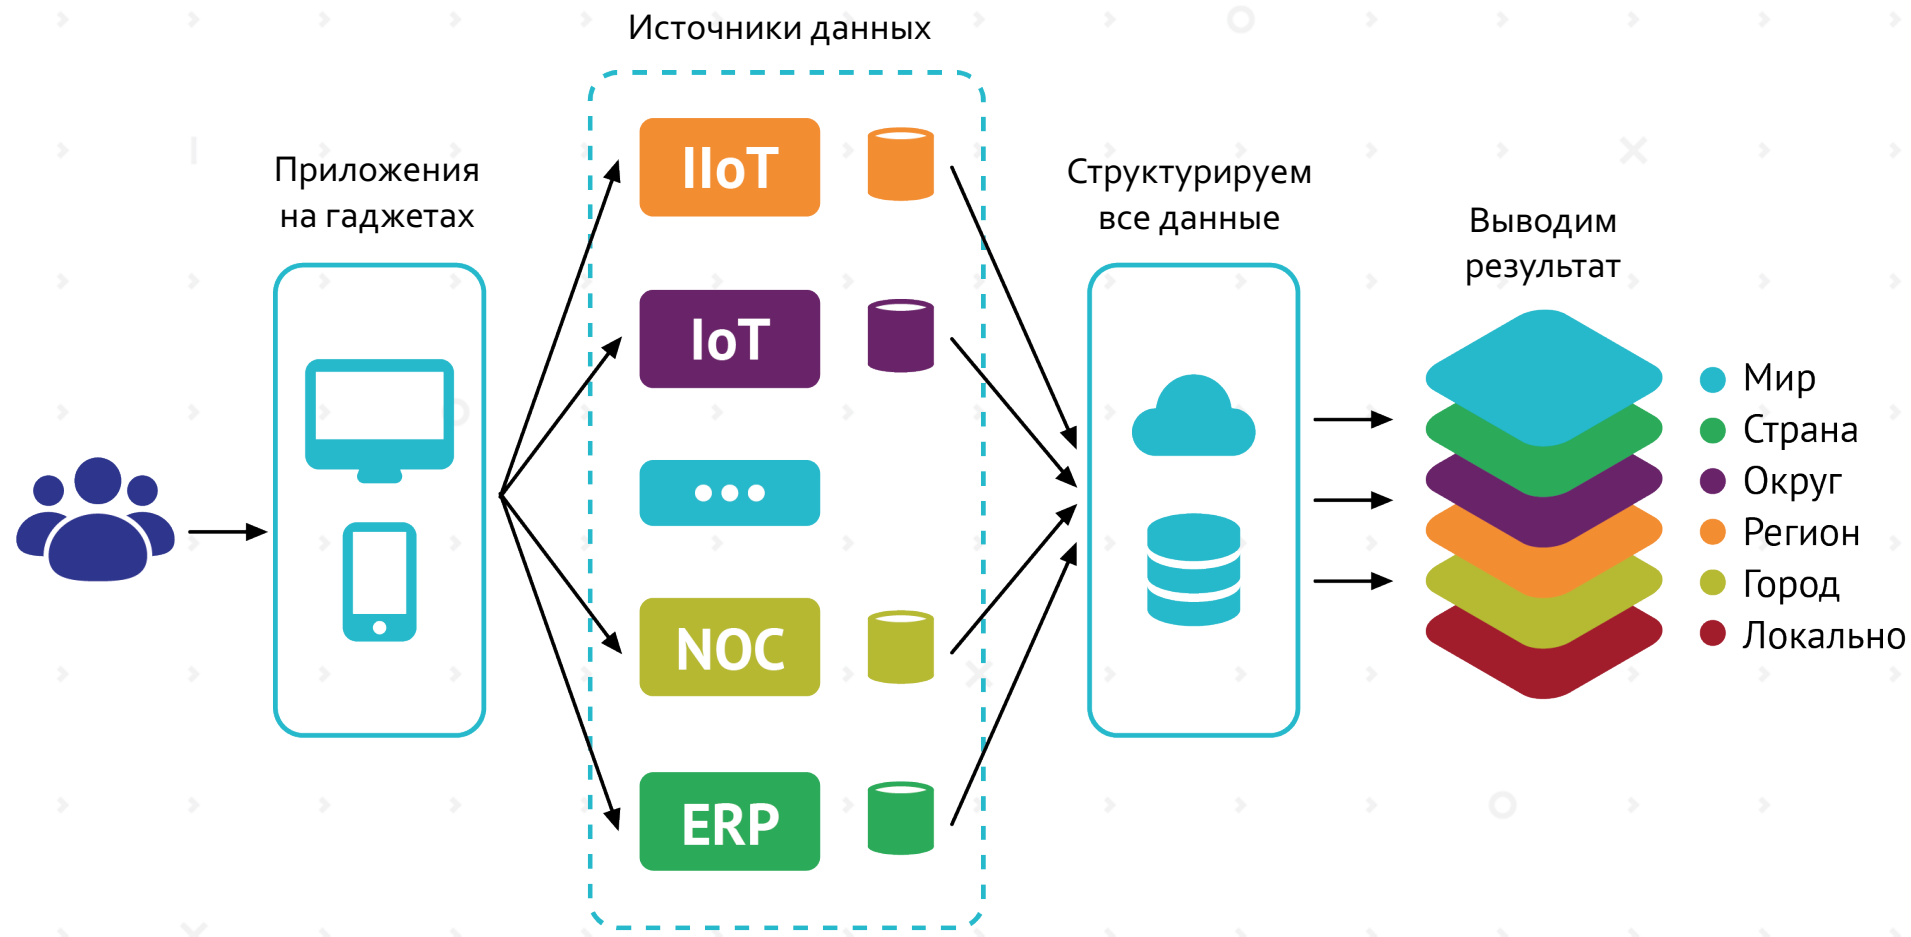 Источники данных
Приложения
на гаджетах
IIoT
IoT
NOC
ERP
Структурируем
все данные
Выводим
результат
Мир
Страна
Округ
Регион
Город
Локально